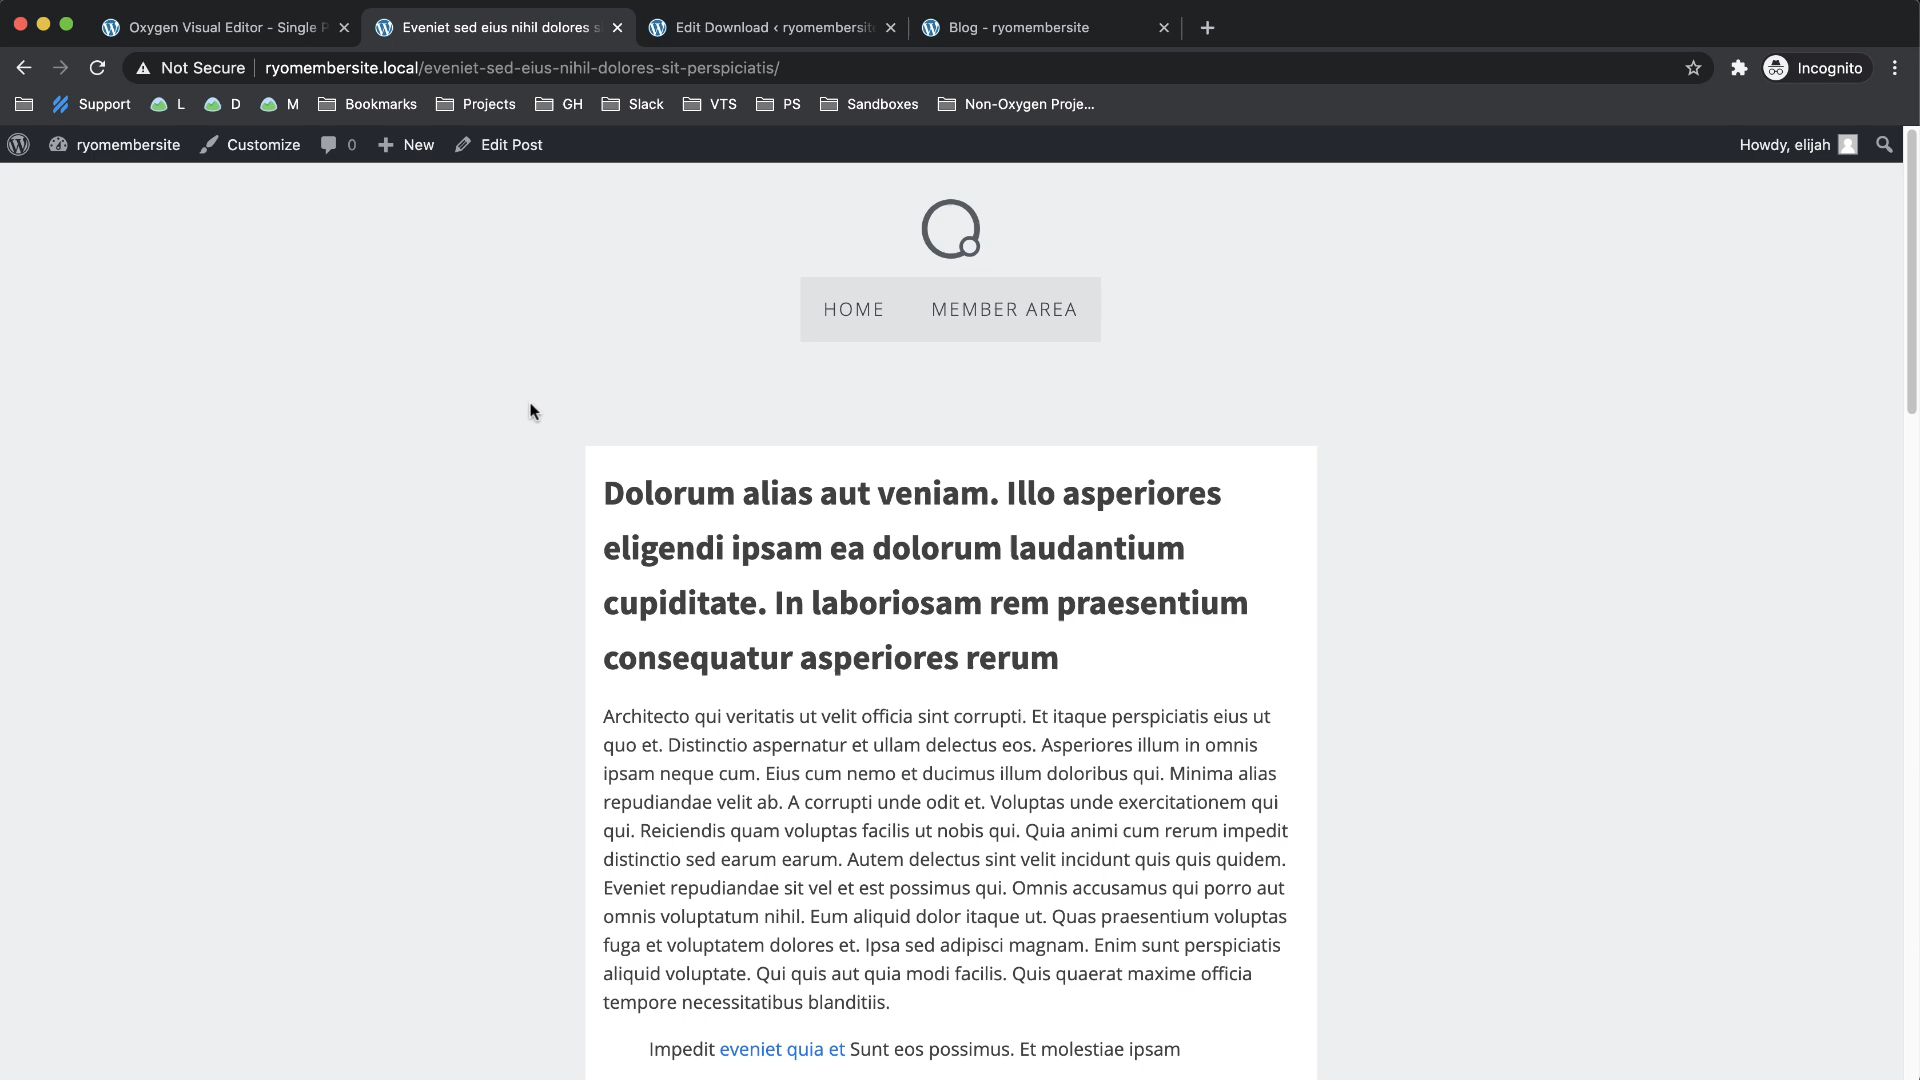 Oxygen Visual Editor - Single P
Eveniet sed eius nihil dolores s
Edit Download ‹ ryomembersite
Blog - ryomembersite
Not Secure
ryomembersite.local/eveniet-sed-eius-nihil-dolores-sit-perspiciatis/
Incognito
Support
L
D
M
Bookmarks
Projects
GH
Slack
VTS
PS
Sandboxes
Non-Oxygen Proje...
ryomembersite
Customize
0
New
Edit Post
Howdy, elijah
HOME
MEMBER AREA
Dolorum alias aut veniam. Illo asperiores
eligendi ipsam ea dolorum laudantium
cupiditate. In laboriosam rem praesentium
consequatur asperiores rerum
Architecto qui veritatis ut velit officia sint corrupti. Et itaque perspiciatis eius ut
quo et. Distinctio aspernatur et ullam delectus eos. Asperiores illum in omnis
ipsam neque cum. Eius cum nemo et ducimus illum doloribus qui. Minima alias
repudiandae velit ab. A corrupti unde odit et. Voluptas unde exercitationem qui
qui. Reiciendis quam voluptas facilis ut nobis qui. Quia animi cum rerum impedit
distinctio sed earum earum. Autem delectus sint velit incidunt quis quis quidem.
Eveniet repudiandae sit vel et est possimus qui. Omnis accusamus qui porro aut
omnis voluptatum nihil. Eum aliquid dolor itaque ut. Quas praesentium voluptas
fuga et voluptatem dolores et. Ipsa sed adipisci magnam. Enim sunt perspiciatis
aliquid voluptate. Qui quis aut quia modi facilis. Quis quaerat maxime officia
tempore necessitatibus blanditiis.
Impedit eveniet quia et Sunt eos possimus. Et molestiae ipsam